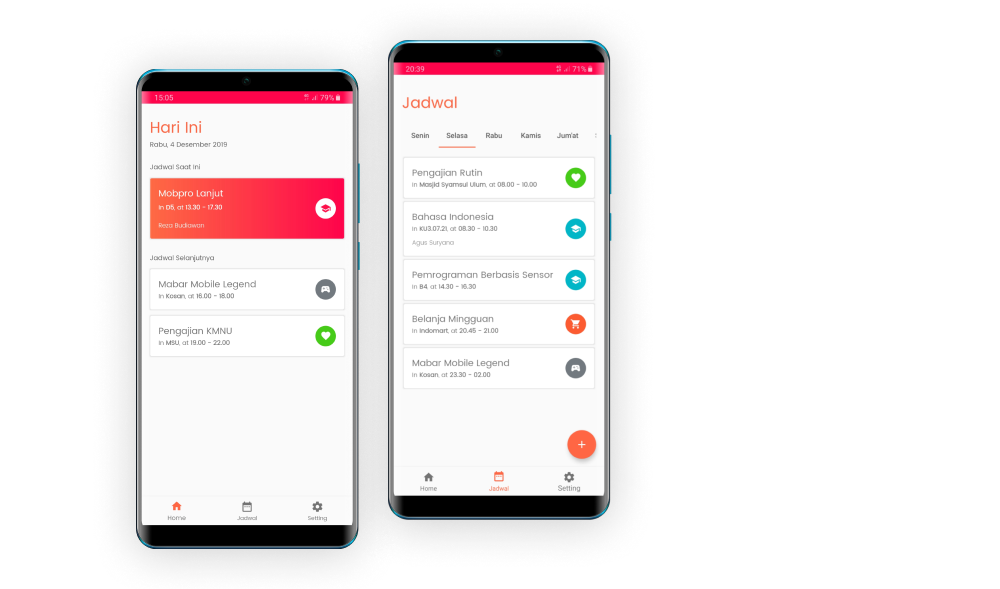 15:05
79%
Hari Ini
Rabu, 4 Desember 2019
Jadwal Saat Ini
Mobpro Lanjut
in D5, at 13.30 - 17.30
Reza Budiawan
Jadwal Selanjutnya
Mabar Mobile Legend
in Kosan, at 16.00 - 18.00
Pengajian KMNU
in MSU, at 19.00 - 22.00
Home
Jadwal
Setting
20:39
71%
Jadwal
Senin Selasa Rabu Kamis Jum'at
Pengajian Rutin
in Masjid Syamsul Ulum, at 08.00 - 10.00
Bahasa Indonesia
in KU3.07.21, at 08.30 - 10.30
Agus Suryana
Pemrograman Berbasis Sensor
in B4, at 14.30 - 16.30
Belanja Mingguan
in Indomart, at 20.45 - 21.00
Mabar Mobile Legend
in Kosan, at 23.30 - 02.00
+
Home
Jadwal
Setting